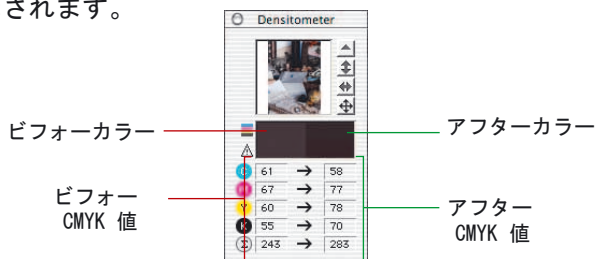 されます。
Densitometer
ビフォーカラー
アフターカラー
ビフォー
CMYK 値
アフター
CMYK 値
C 61 → 58
M 67 → 77
Y 60 → 78
K 55 → 70
Σ 243 → 283